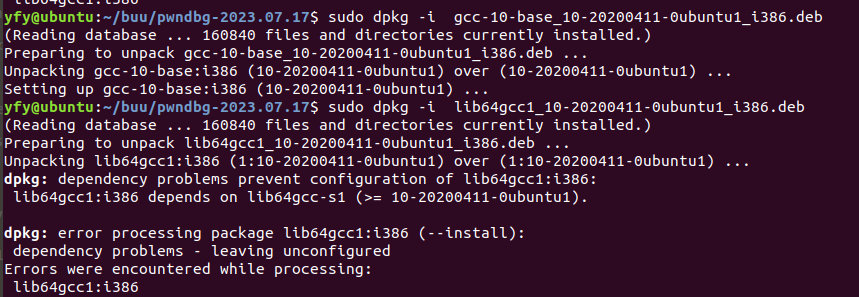 lib64gcc1:i386
yfy@ubuntu:~/buu/pwndbg-2023.07.17$ sudo dpkg -i  gcc-10-base_10-20200411-0ubuntu1_i386.deb
(Reading database ... 160840 files and directories currently installed.)
Preparing to unpack gcc-10-base_10-20200411-0ubuntu1_i386.deb ...
Unpacking gcc-10-base:i386 (10-20200411-0ubuntu1) over (10-20200411-0ubuntu1) ...
Setting up gcc-10-base:i386 (10-20200411-0ubuntu1) ...
yfy@ubuntu:~/buu/pwndbg-2023.07.17$ sudo dpkg -i  lib64gcc1_10-20200411-0ubuntu1_i386.deb
(Reading database ... 160840 files and directories currently installed.)
Preparing to unpack lib64gcc1_10-20200411-0ubuntu1_i386.deb ...
Unpacking lib64gcc1:i386 (1:10-20200411-0ubuntu1) over (1:10-20200411-0ubuntu1) ...
dpkg: dependency problems prevent configuration of lib64gcc1:i386:
 lib64gcc1:i386 depends on lib64gcc-s1 (>= 10-20200411-0ubuntu1).

dpkg: error processing package lib64gcc1:i386 (--install):
 dependency problems - leaving unconfigured
Errors were encountered while processing:
 lib64gcc1:i386